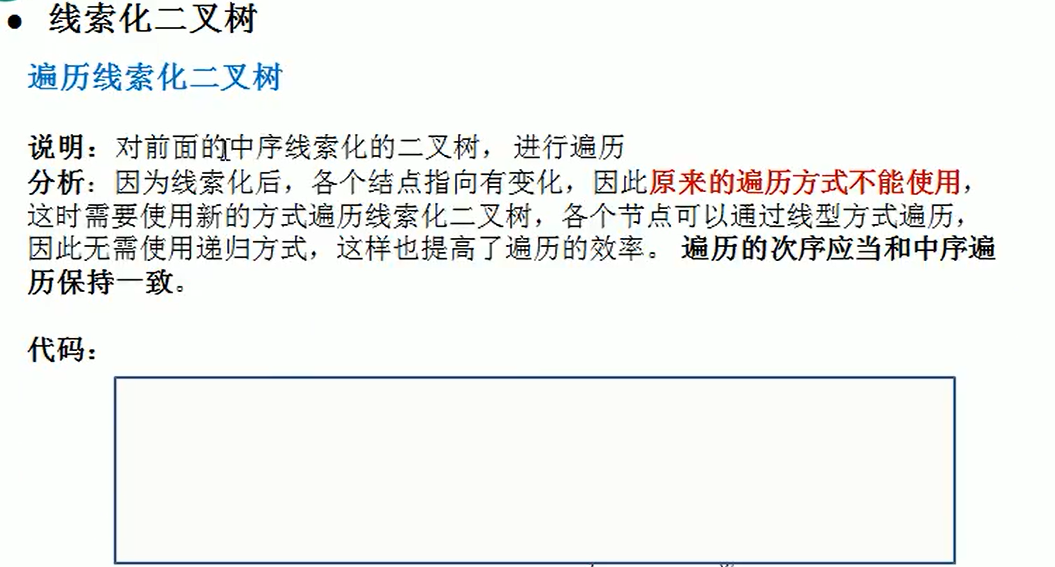 ● 线索化二叉树
遍历线索化二叉树
说明：对前面的中序线索化的二叉树， 进行遍历
分析：因为线索化后，各个结点指向有变化，因此原来的遍历方式不能使用，
这时需要使用新的方式遍历线索化二叉树，各个节点可以通过线型方式遍历，
因此无需使用递归方式，这样也提高了遍历的效率。 遍历的次序应当和中序遍
历保持一致。
代码：